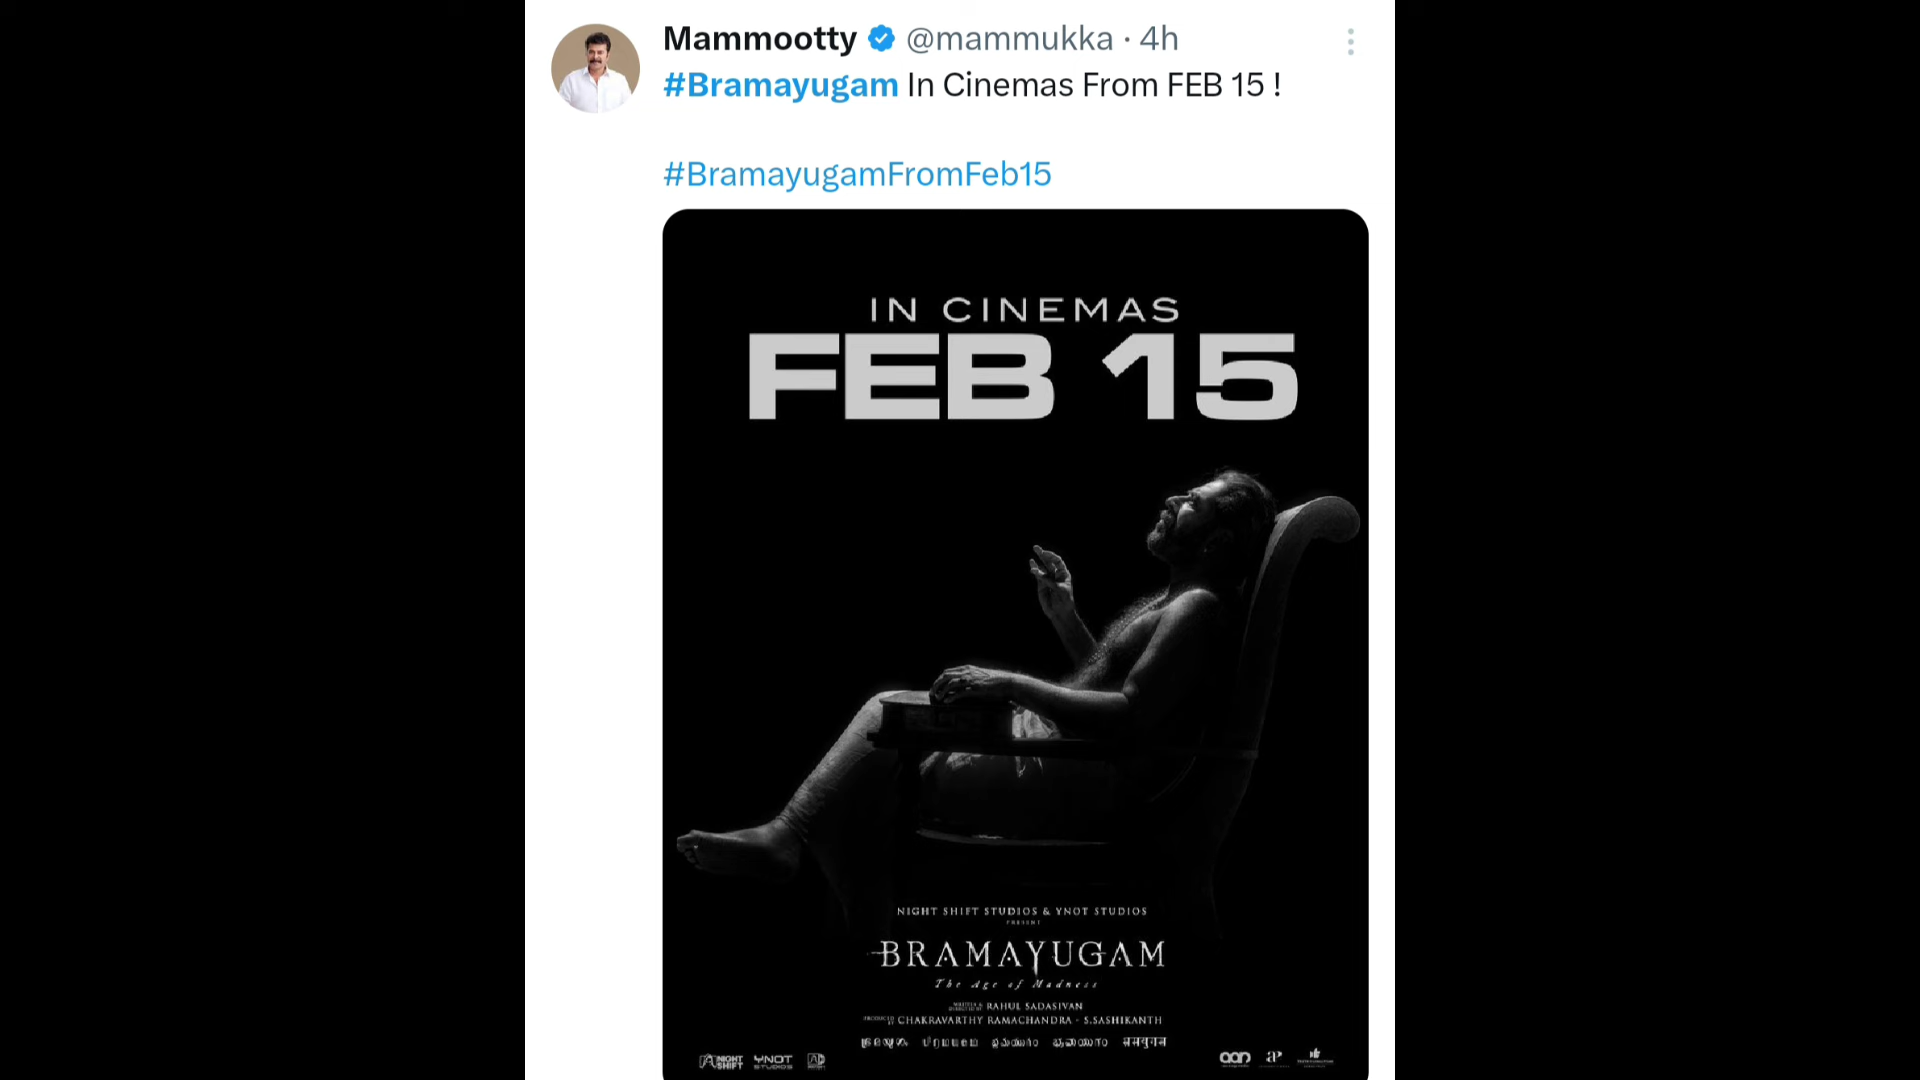 Mammootty @mammukka · 4h
#Bramayugam In Cinemas From FEB 15 !
#BramayugamFromFeb15
IN CINEMAS
FEB 15
NIGHT SHIFT STUDIOS & YNOT STUDIOS
PRESENT
BRAMAYUGAM
The Age of Madness
WRITTEN & DIRECTED BY RAHUL SADASIVAN
PRODUCED BY CHAKRAVARTHY RAMACHANDRA - S.SASHIKANTH
NIGHT SHIFT YNOT STUDIOS